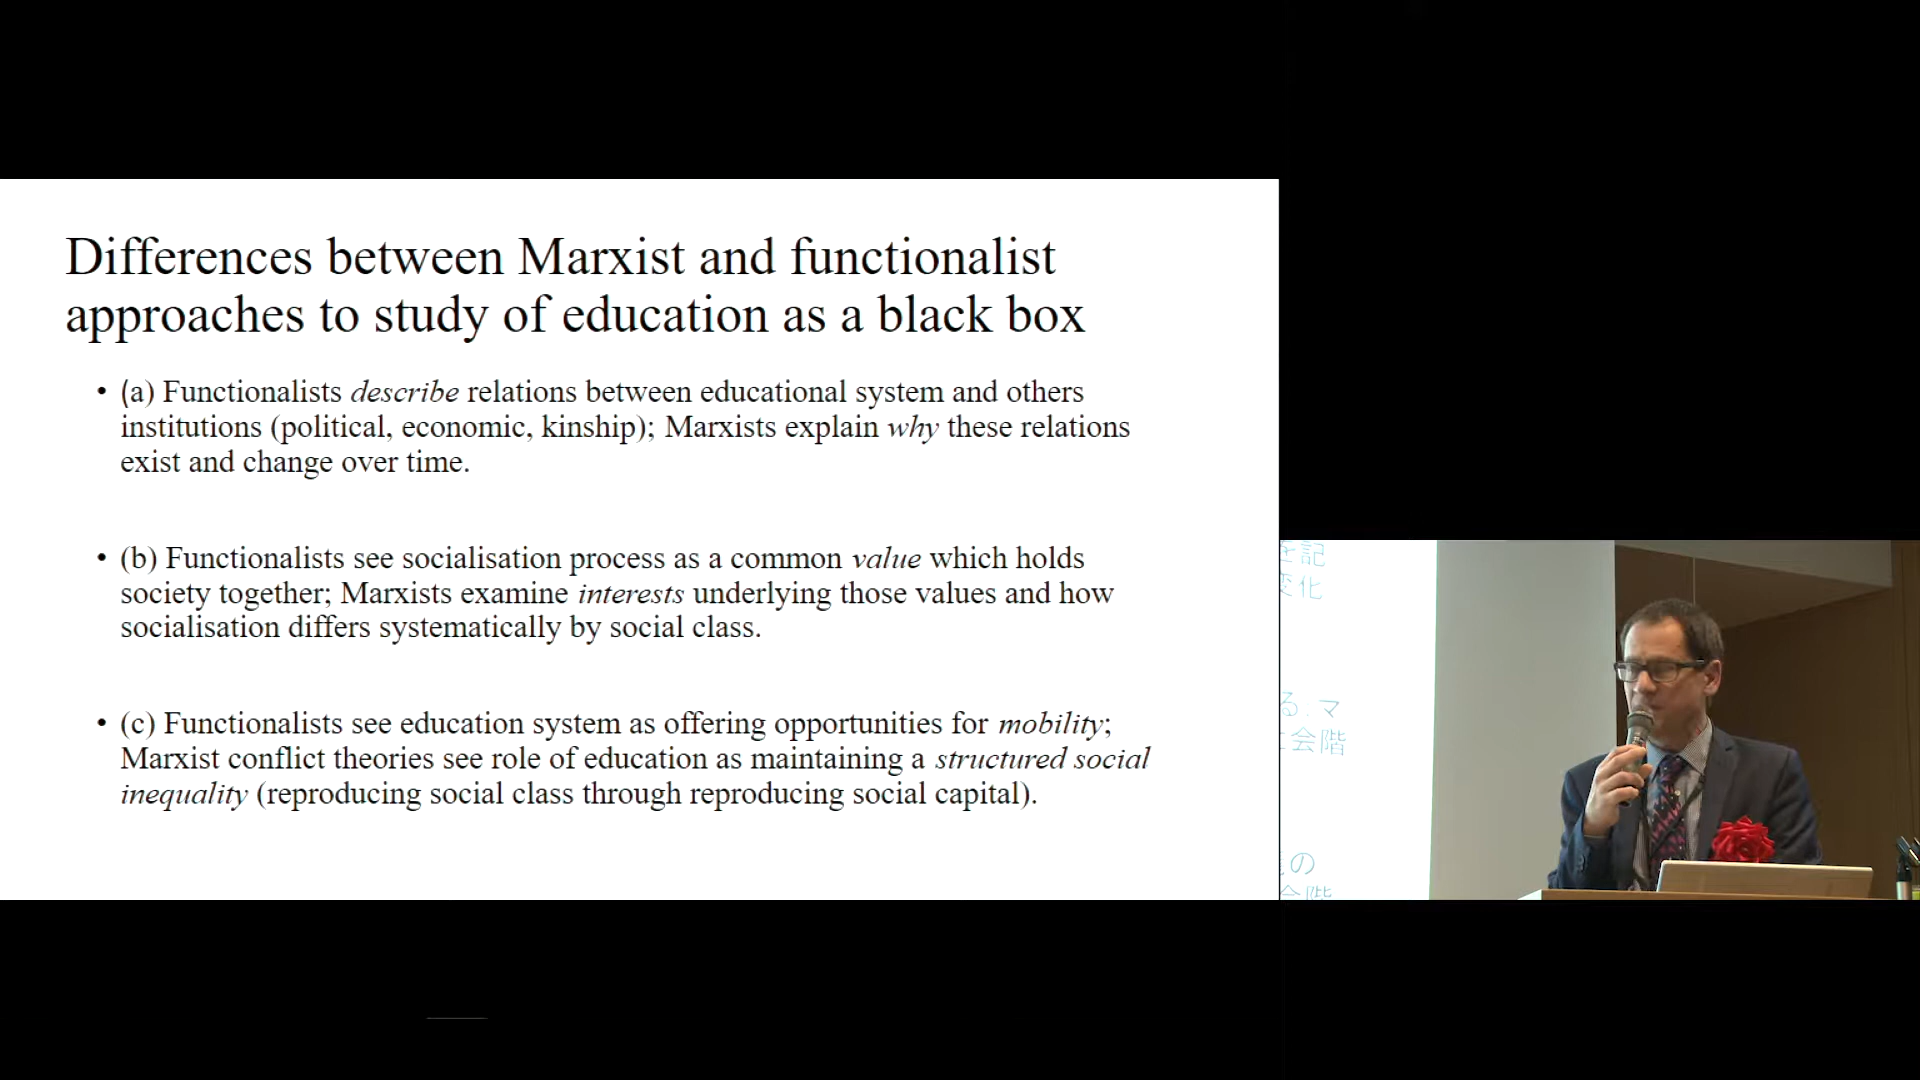 Differences between Marxist and functionalist
approaches to study of education as a black box
• (a) Functionalists describe relations between educational system and others
institutions (political, economic, kinship); Marxists explain why these relations
exist and change over time.
• (b) Functionalists see socialisation process as a common value which holds
society together; Marxists examine interests underlying those values and how
socialisation differs systematically by social class.
• (c) Functionalists see education system as offering opportunities for mobility;
Marxist conflict theories see role of education as maintaining a structured social
inequality (reproducing social class through reproducing social capital).
を記
変化
る. マ
会階
の
会階